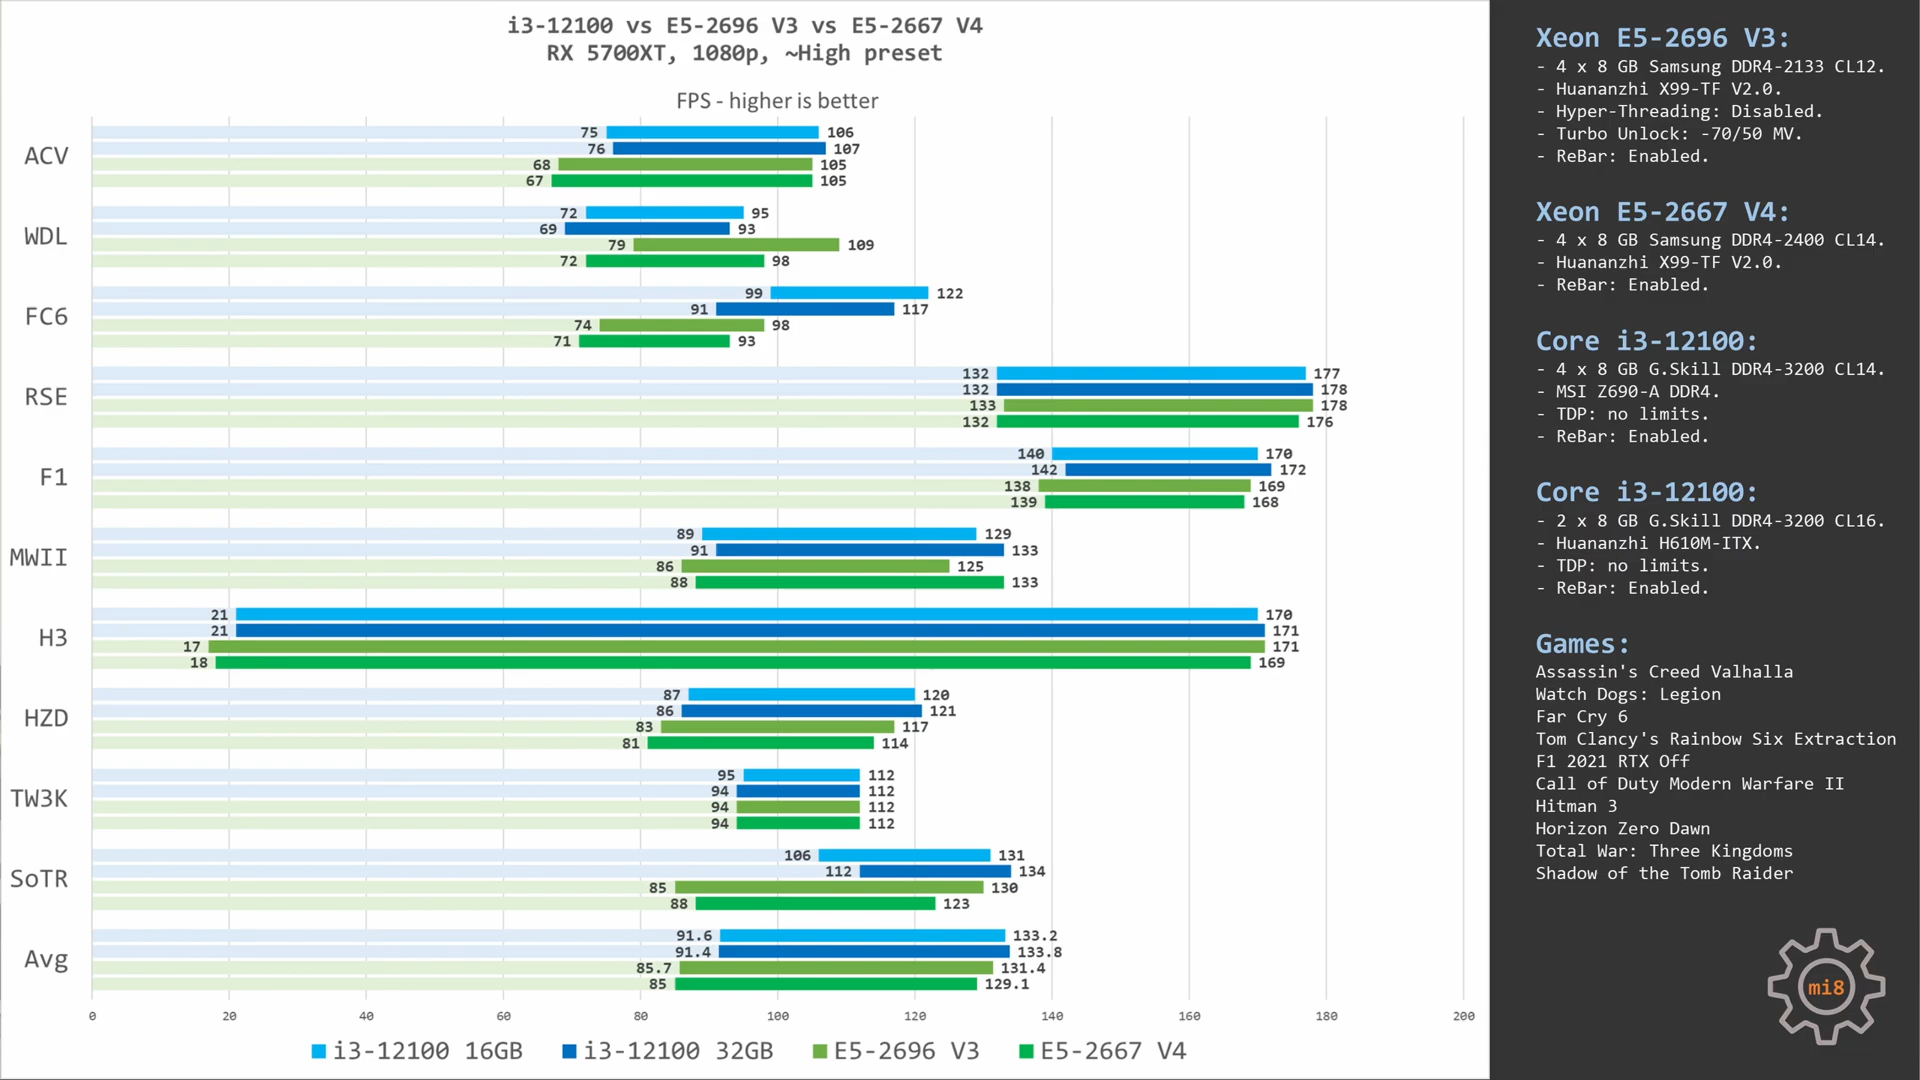 i3-12100 vs E5-2696 V3 vs E5-2667 V4
RX 5700XT, 1080p, ~High preset
FPS - higher is better
ACV
75 106
76 107
68 105
67 105
WDL
72 95
69 93
79 109
72 98
FC6
99 122
91 117
74 98
71 93
RSE
132 177
132 178
133 178
132 176
F1
140 170
142 172
138 169
139 168
MWII
89 129
91 133
86 125
88 133
H3
21 170
21 171
17 171
18 169
HZD
87 120
86 121
83 117
81 114
TW3K
95 112
94 112
94 112
94 112
SoTR
106 131
112 134
85 130
88 123
Avg
91.6 133.2
91.4 133.8
85.7 131.4
85 129.1
0 20 40 60 80 100 120 140 160 180 200
i3-12100 16GB i3-12100 32GB E5-2696 V3 E5-2667 V4
Xeon E5-2696 V3:
- 4 x 8 GB Samsung DDR4-2133 CL12.
- Huananzhi X99-TF V2.0.
- Hyper-Threading: Disabled.
- Turbo Unlock: -70/50 MV.
- ReBar: Enabled.
Xeon E5-2667 V4:
- 4 x 8 GB Samsung DDR4-2400 CL14.
- Huananzhi X99-TF V2.0.
- ReBar: Enabled.
Core i3-12100:
- 4 x 8 GB G.Skill DDR4-3200 CL14.
- MSI Z690-A DDR4.
- TDP: no limits.
- ReBar: Enabled.
Core i3-12100:
- 2 x 8 GB G.Skill DDR4-3200 CL16.
- Huananzhi H610M-ITX.
- TDP: no limits.
- ReBar: Enabled.
Games:
Assassin's Creed Valhalla
Watch Dogs: Legion
Far Cry 6
Tom Clancy's Rainbow Six Extraction
F1 2021 RTX Off
Call of Duty Modern Warfare II
Hitman 3
Horizon Zero Dawn
Total War: Three Kingdoms
Shadow of the Tomb Raider
mi8